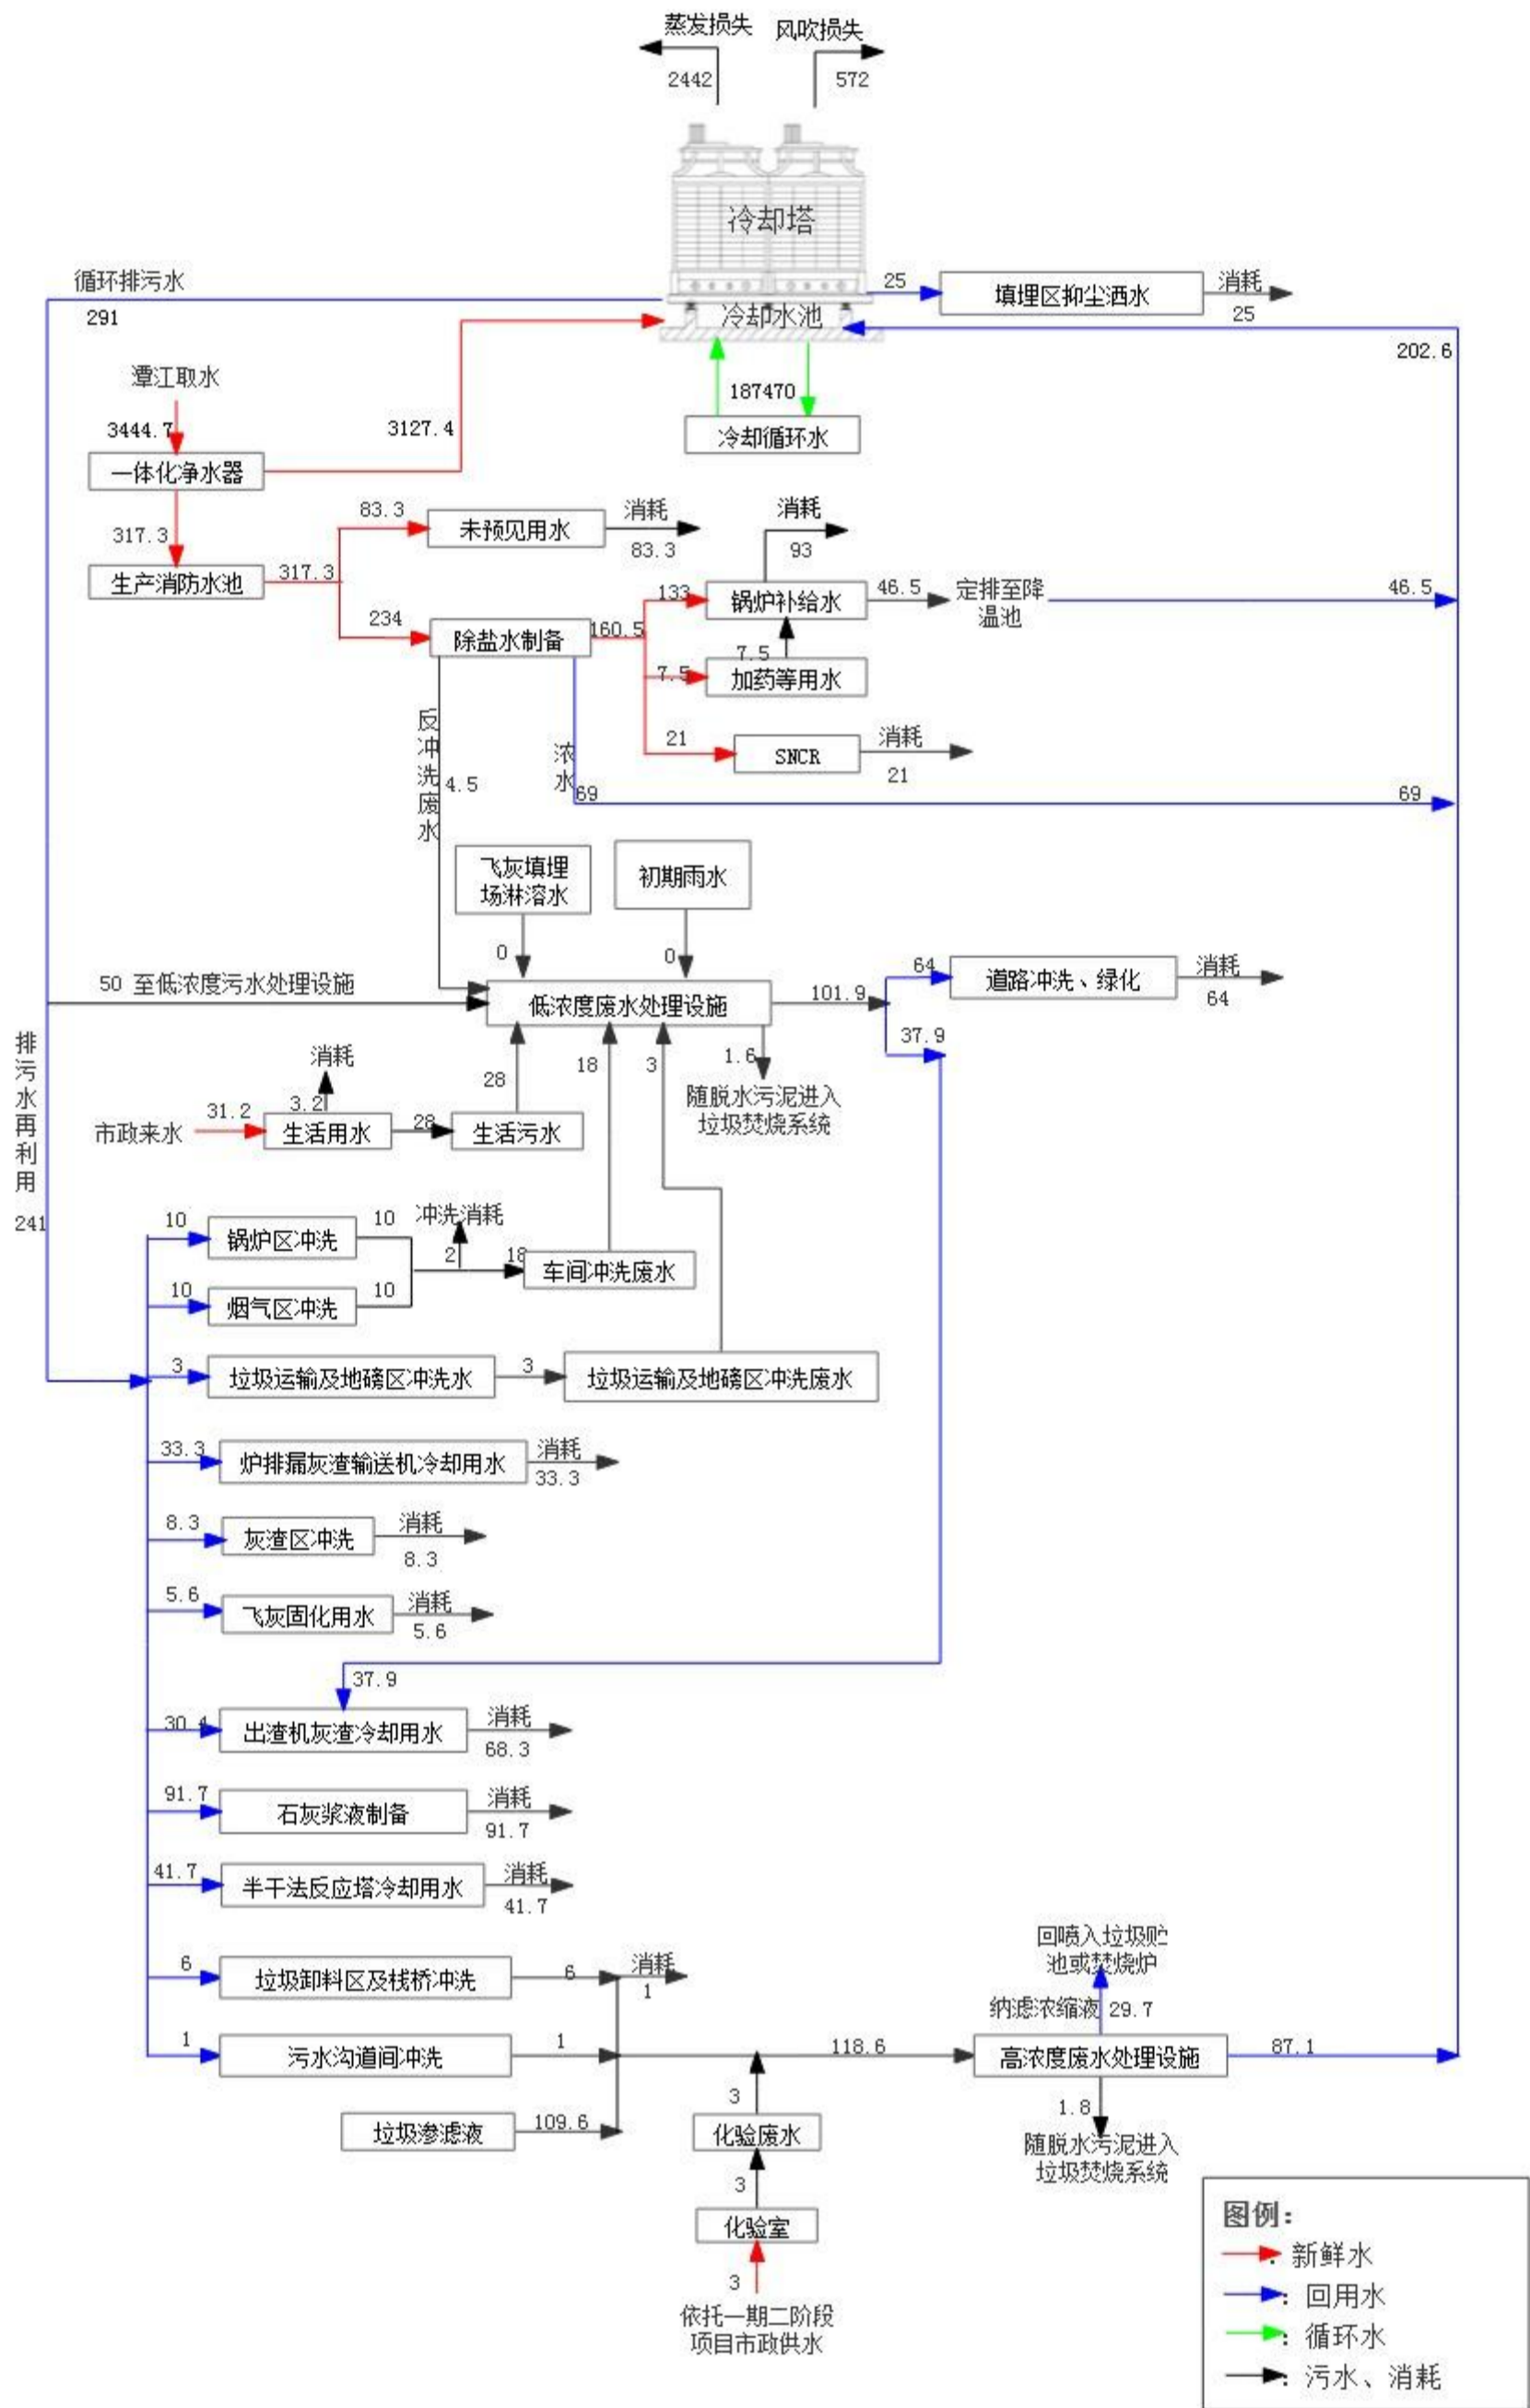 蒸发损失
风吹损失
2442
572
冷却塔
循环排污水
291
25
填埋区抑尘洒水
消耗
25
冷却水池
202.6
潭江取水
3444.7
3127.4
187470
冷却循环水
一体化净水器
317.3
生产消防水池
317.3
83.3
未预见用水
消耗
83.3
234
除盐水制备
160.5
消耗
93
133
锅炉补给水
46.5
定排至降
温池
46.5
7.5
7.5
加药等用水
21
SNCR
消耗
21
反冲洗废水
4.5
浓水
69
69
飞灰填埋
场淋溶水
初期雨水
0
0
50 至低浓度污水处理设施
低浓度废水处理设施
101.9
64
道路冲洗、绿化
消耗
64
37.9
1.6
随脱水污泥进入
垃圾焚烧系统
28
18
3
排污水再利用
241
消耗
3.2
市政来水
31.2
生活用水
28
生活污水
10
锅炉区冲洗
10
冲洗消耗
2
18
车间冲洗废水
10
烟气区冲洗
10
3
垃圾运输及地磅区冲洗水
3
垃圾运输及地磅区冲洗废水
33.3
炉排漏灰渣输送机冷却用水
消耗
33.3
8.3
灰渣区冲洗
消耗
8.3
5.6
飞灰固化用水
消耗
5.6
37.9
30.4
出渣机灰渣冷却用水
消耗
68.3
91.7
石灰浆液制备
消耗
91.7
41.7
半干法反应塔冷却用水
消耗
41.7
6
垃圾卸料区及栈桥冲洗
6
消耗
1
回喷入垃圾贮
池或焚烧炉
纳滤浓缩液
29.7
1
污水沟道间冲洗
1
118.6
高浓度废水处理设施
87.1
垃圾渗滤液
109.6
3
化验废水
3
化验室
3
依托一期二阶段
项目市政供水
1.8
随脱水污泥进入
垃圾焚烧系统
图例：
：新鲜水
：回用水
：循环水
：污水、消耗